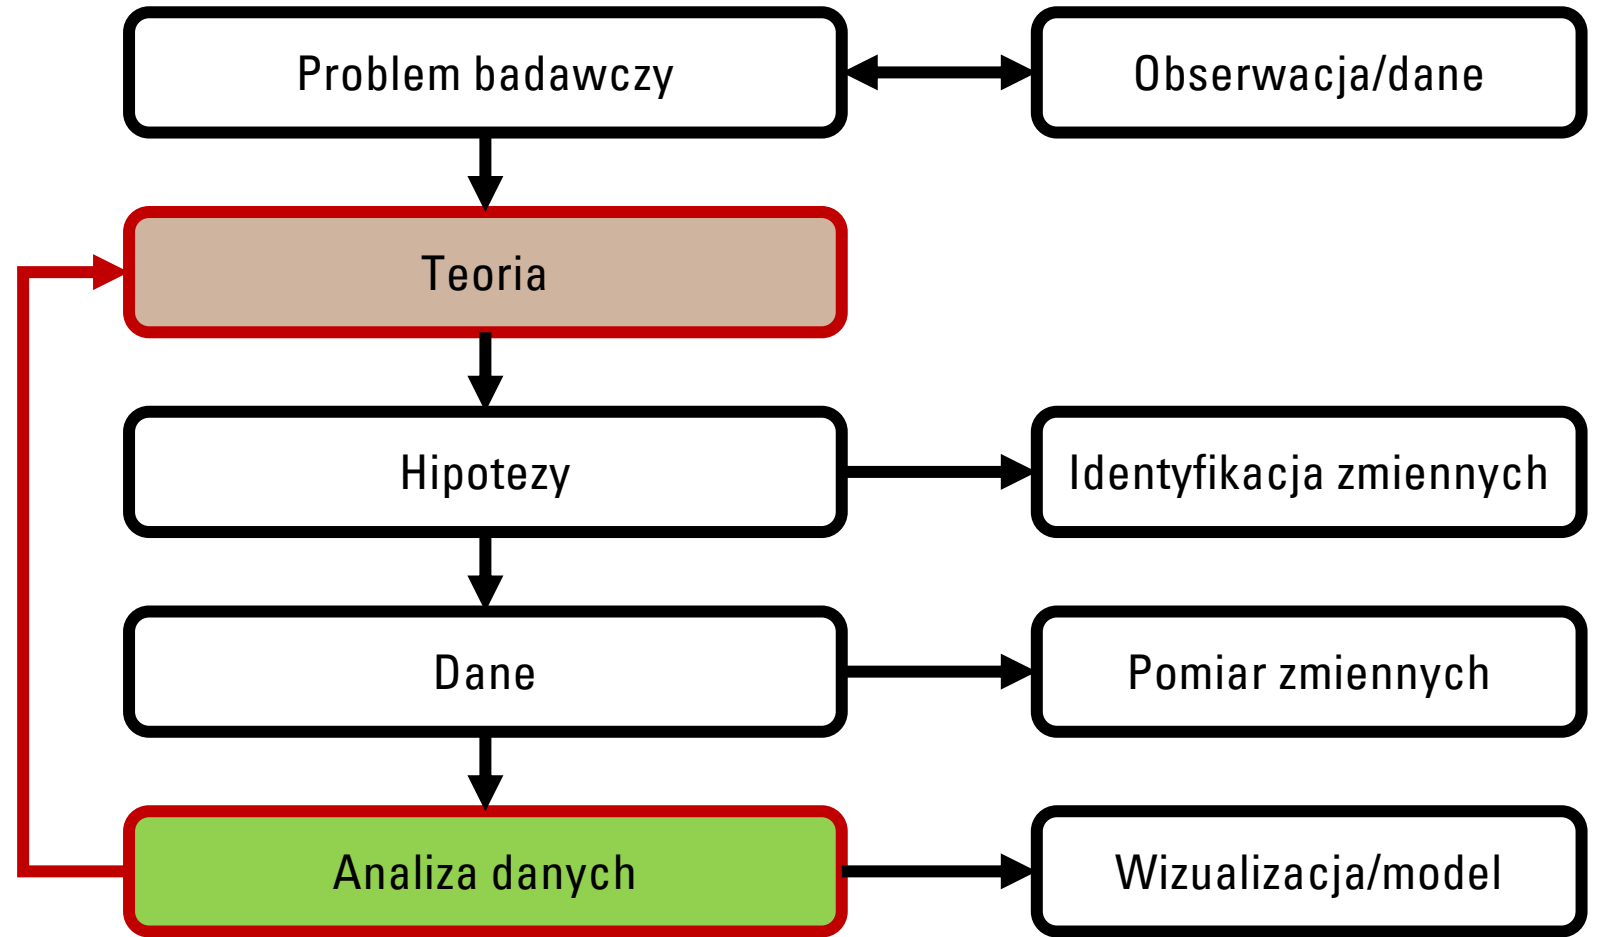 Problem badawczy
Obserwacja/dane
Teoria
Hipotezy
Identyfikacja zmiennych
Dane
Pomiar zmiennych
Analiza danych
Wizualizacja/model